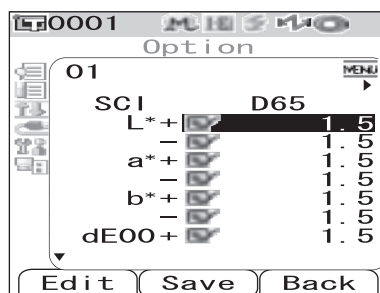 0001
Option
01 MENU
SCI D65
L*+ 1.5
− 1.5
a*+ 1.5
− 1.5
b*+ 1.5
− 1.5
dE00+ 1.5
Edit Save Back